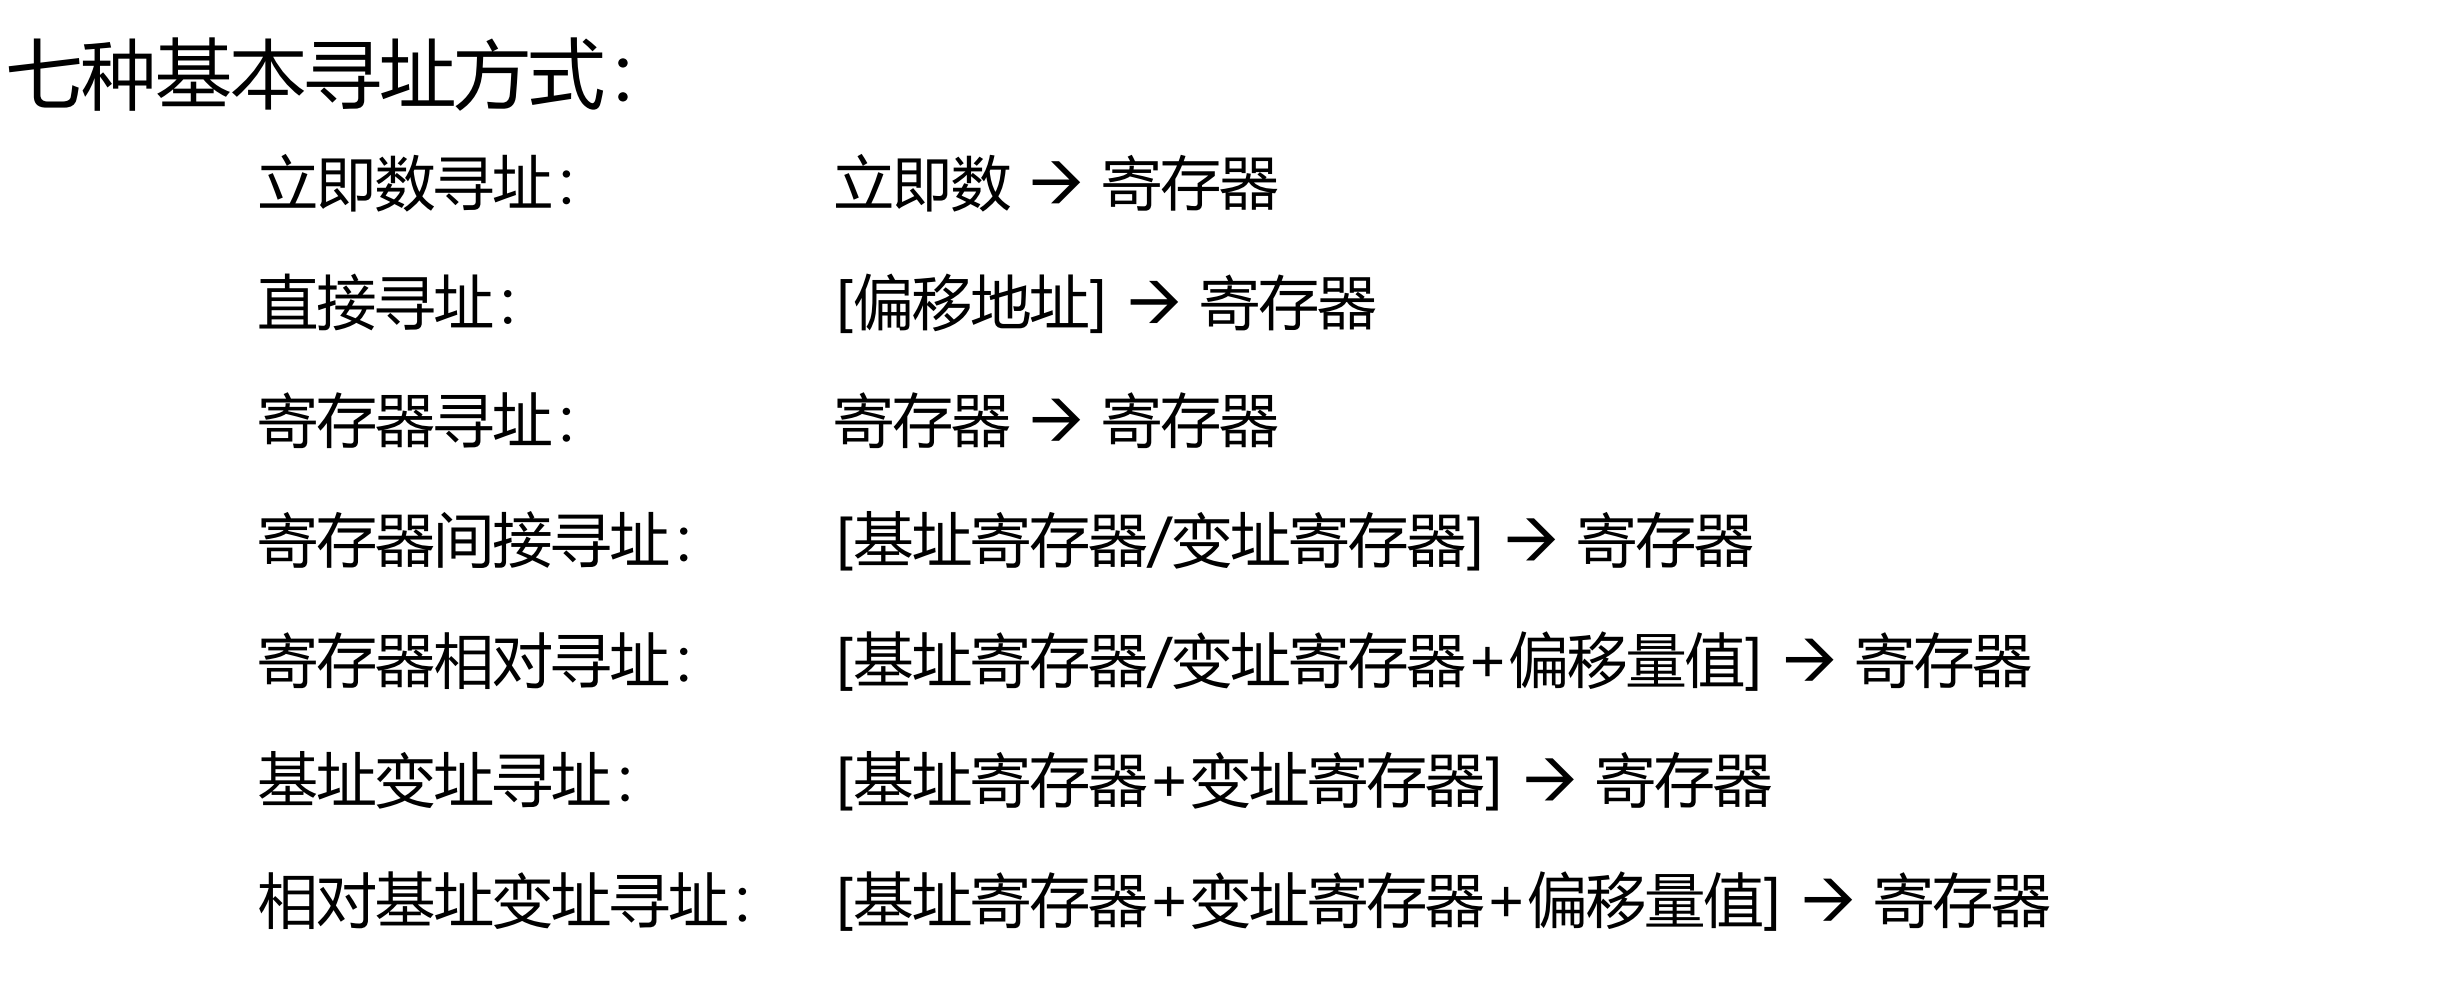 七种基本寻址方式：
立即数寻址： 立即数 → 寄存器
直接寻址： [偏移地址] → 寄存器
寄存器寻址： 寄存器 → 寄存器
寄存器间接寻址： [基址寄存器/变址寄存器] → 寄存器
寄存器相对寻址： [基址寄存器/变址寄存器+偏移量值] → 寄存器
基址变址寻址： [基址寄存器+变址寄存器] → 寄存器
相对基址变址寻址： [基址寄存器+变址寄存器+偏移量值] → 寄存器